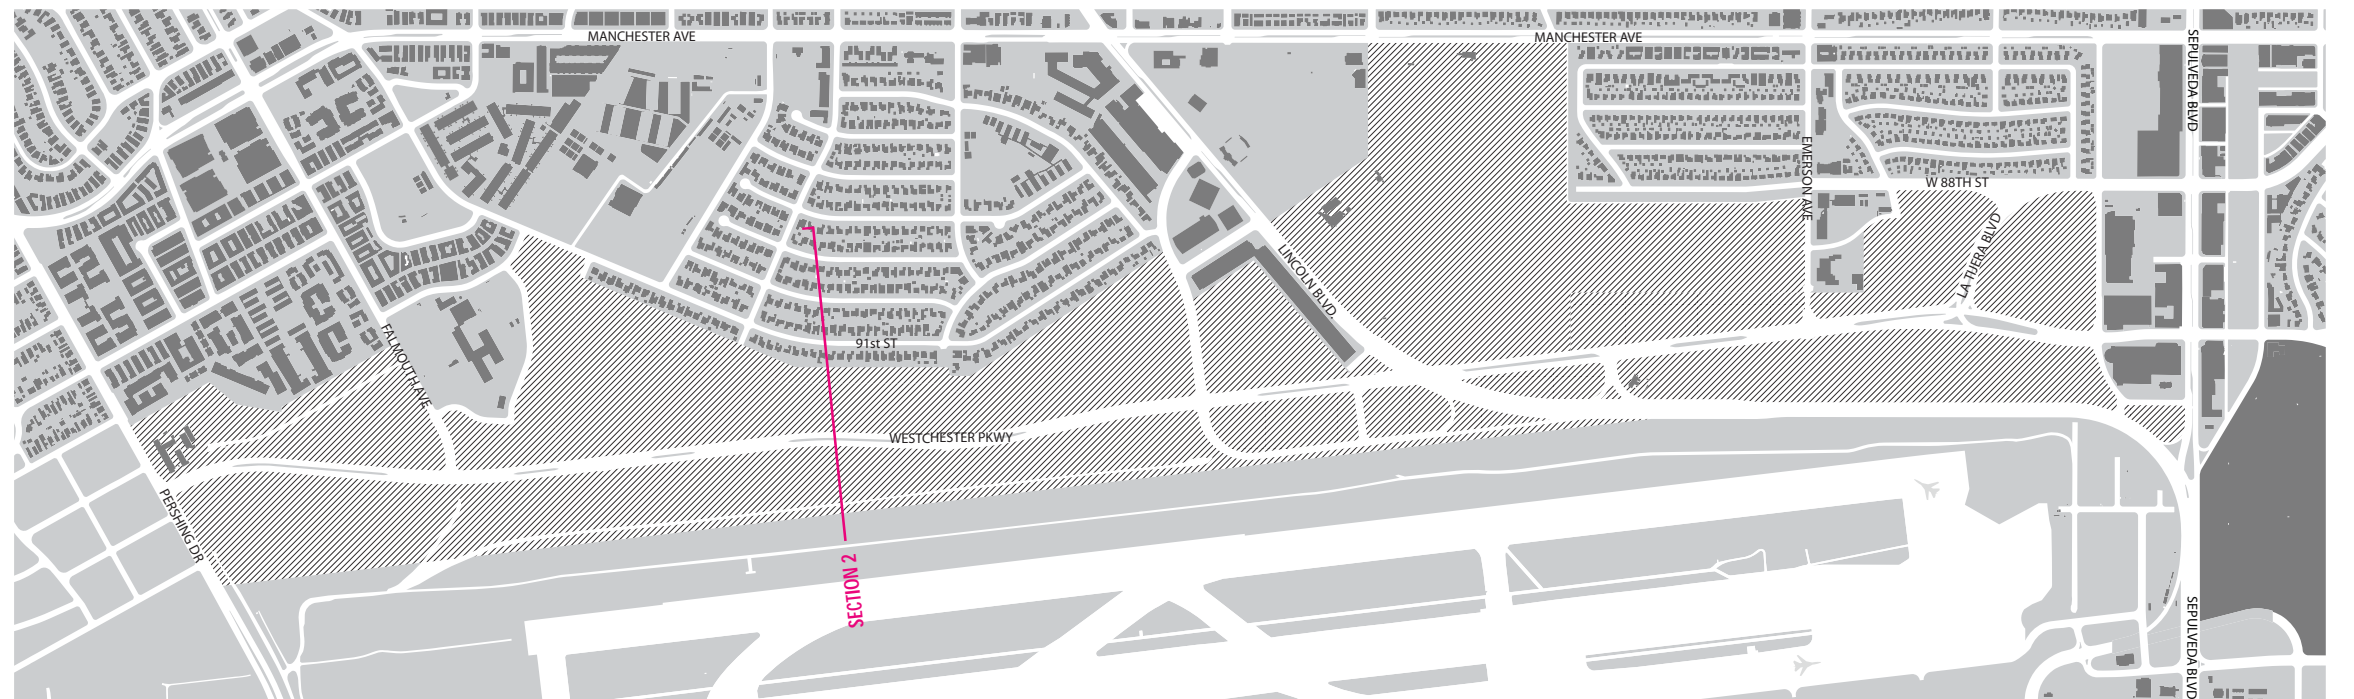 MANCHESTER AVE
MANCHESTER AVE
SEPULVEDA BLVD
EMERSON AVE
W 88TH ST
LA TIJERA BLVD
LINCOLN BLVD.
FALMOUTH AVE
91st ST
WESTCHESTER PKWY
PERSHING DR
SECTION 2
SEPULVEDA BLVD